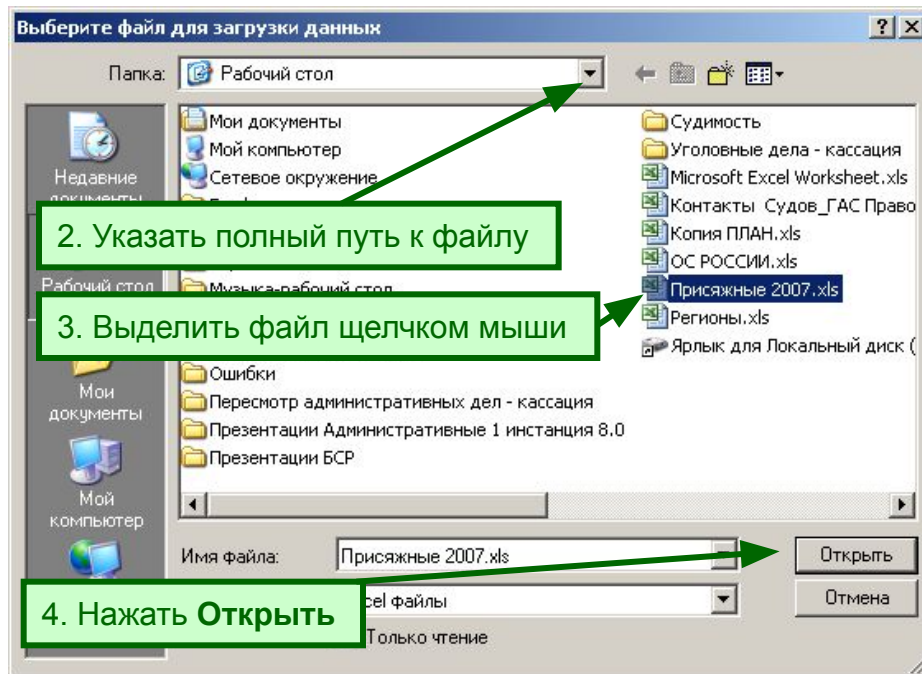 Выберите файл для загрузки данных
Папка:
Рабочий стол
Недавние
документы
Рабочий стол
Мои
документы
Мой
компьютер
Мои документы
Мой компьютер
Сетевое окружение
2. Указать полный путь к файлу
Музыка-рабочий стол
3. Выделить файл щелчком мыши
Ошибки
Пересмотр административных дел - кассация
Презентации Административные 1 инстанция 8.0
Презентации БСР
Судимость
Уголовные дела - кассация
Microsoft Excel Worksheet.xls
Контакты Судов_ГАС Право
Копия ПЛАН.xls
ОС РОССИИ.xls
Присяжные 2007.xls
Регионы.xls
Ярлык для Локальный диск (
Имя файла:
Присяжные 2007.xls
Открыть
4. Нажать Открыть
файлы
Отмена
Только чтение